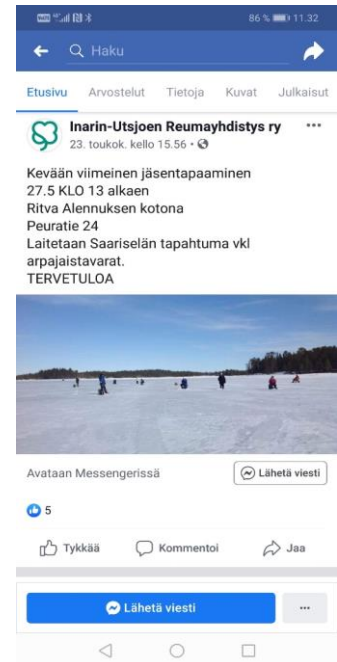 86 % 11.32
Haku
Etusivu Arvostelut Tietoja Kuvat Julkaisut
Inarin-Utsjoen Reumayhdistys ry
23. toukok. kello 15.56
Kevään viimeinen jäsentapaaminen
27.5 KLO 13 alkaen
Ritva Alennuksen kotona
Peuratie 24
Laitetaan Saariselän tapahtuma vkl
arpajaistavarat.
TERVETULOA
Avataan Messengerissä
Lähetä viesti
5
Tykkää Kommentoi Jaa
Lähetä viesti